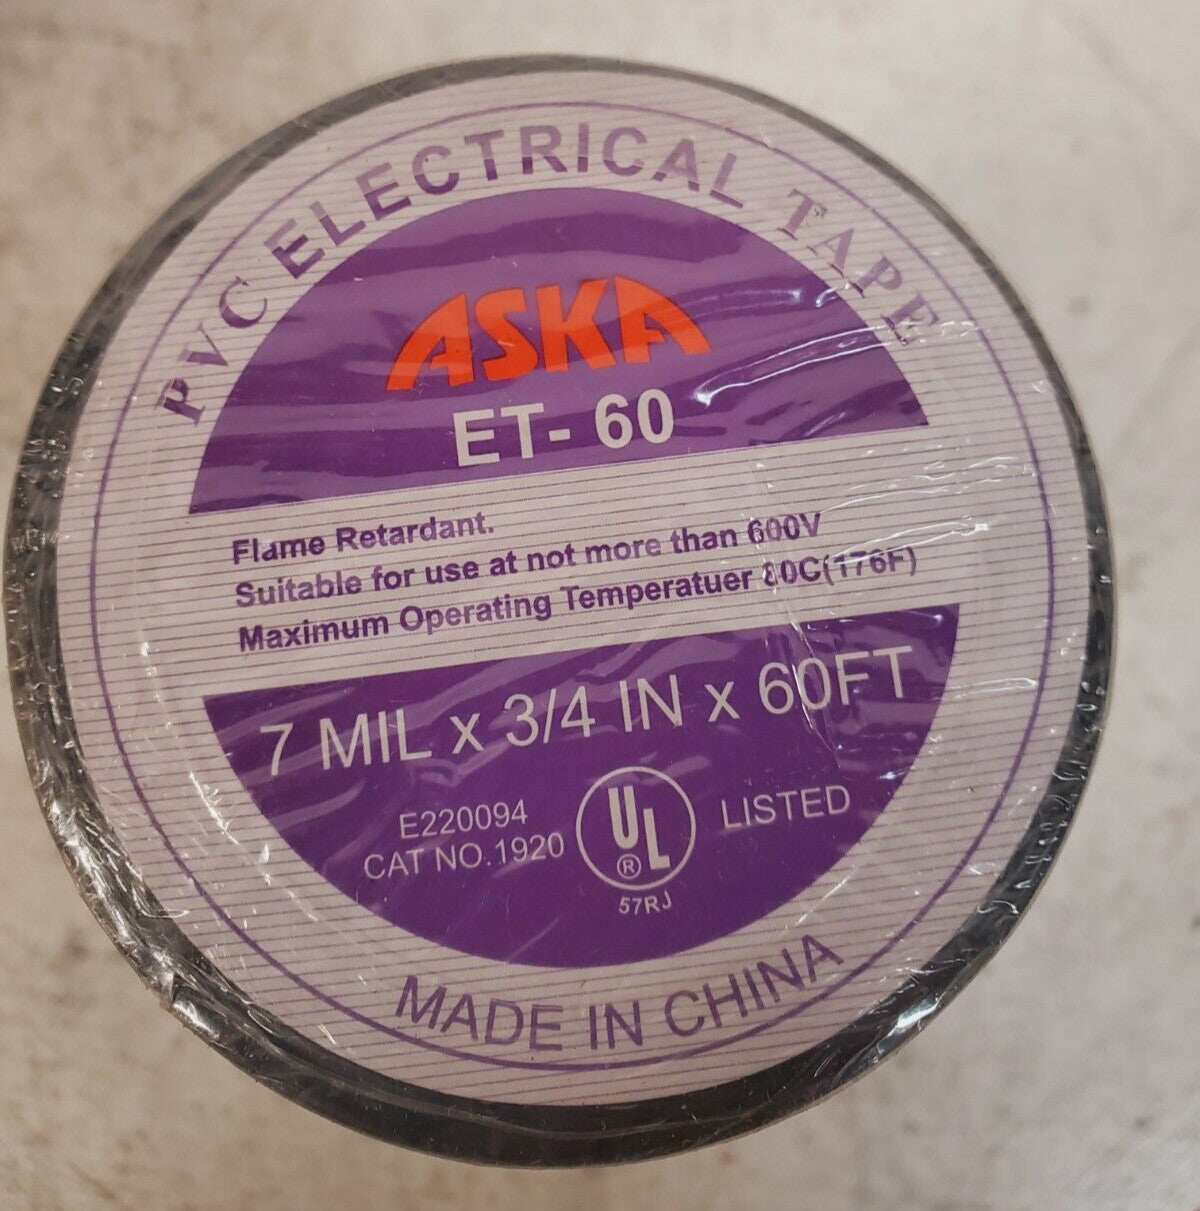 PVC ELECTRICAL TAPE
ASKA
ET- 60
Flame Retardant.
Suitable for use at not more than 600V
Maximum Operating Temperatuer 80C(176F)
7 MIL x 3/4 IN x 60FT
E220094
CAT NO.1920
UL
®
LISTED
57RJ
MADE IN CHINA